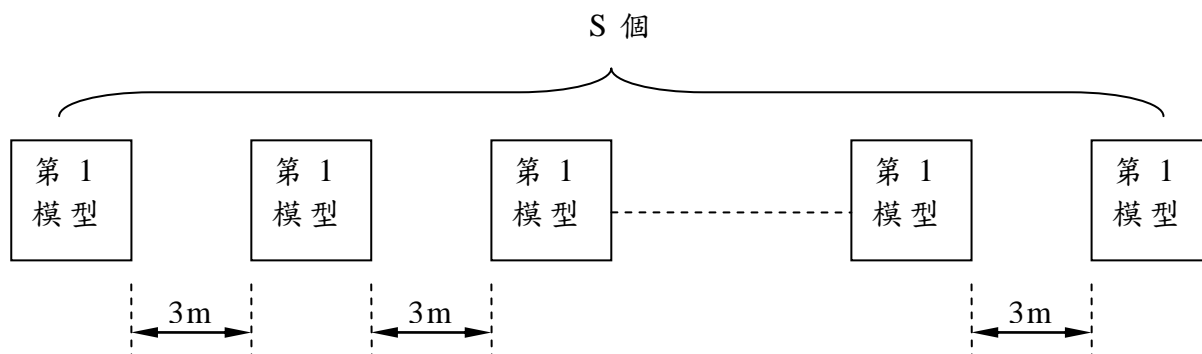 S 個
第 1 第 1 第 1 第 1 第 1
模型 模型 模型 模型 模型
3m 3m 3m